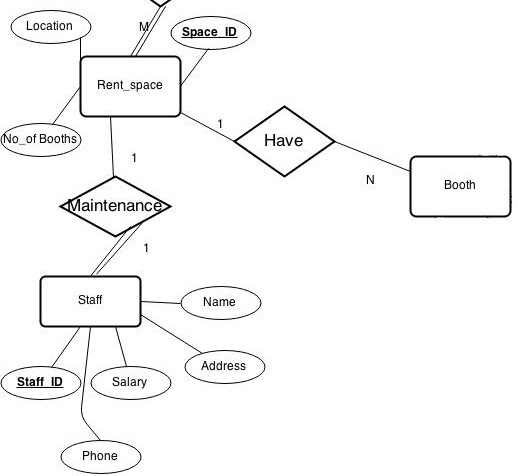 Location
M
Space_ID
Rent_space
No_of Booths
1
Have
1
N
Booth
Maintenance
1
Staff
Name
Address
Staff_ID
Salary
Phone